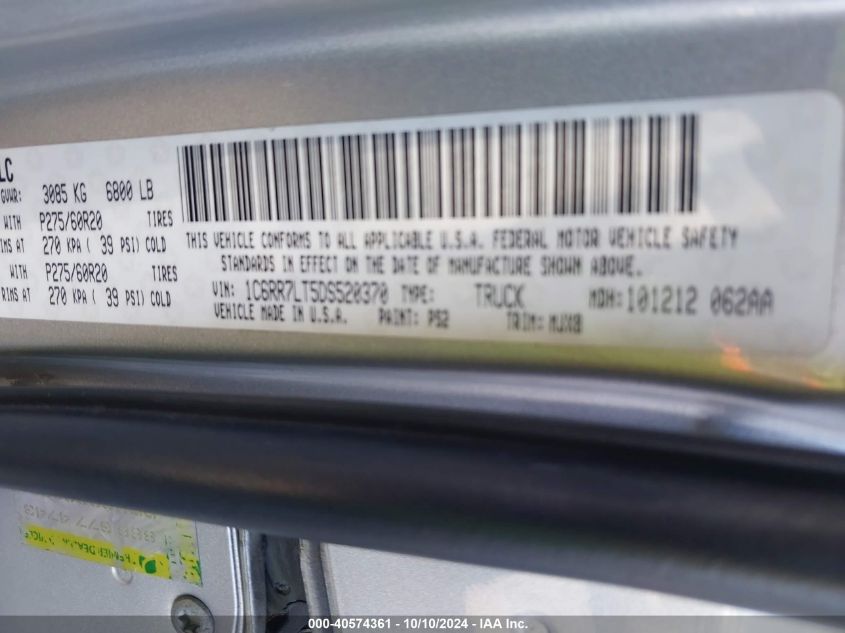 LC
GVWR: 3085 KG 6800 LB
WITH P275/60R20 TIRES
RIMS AT 270 KPA ( 39 PSI) COLD
WITH P275/60R20 TIRES
RIMS AT 270 KPA ( 39 PSI) COLD
THIS VEHICLE CONFORMS TO ALL APPLICABLE U.S.A. FEDERAL MOTOR VEHICLE SAFETY
STANDARDS IN EFFECT ON THE DATE OF MANUFACTURE SHOWN ABOVE.
VIN: 1C6RR7LT5DS520370 TYPE: TRUCK MDH: 101212 062AA
VEHICLE MADE IN U.S.A. PAINT: PS2 TRIM: MJX8
000-40574361 - 10/10/2024 - IAA Inc.